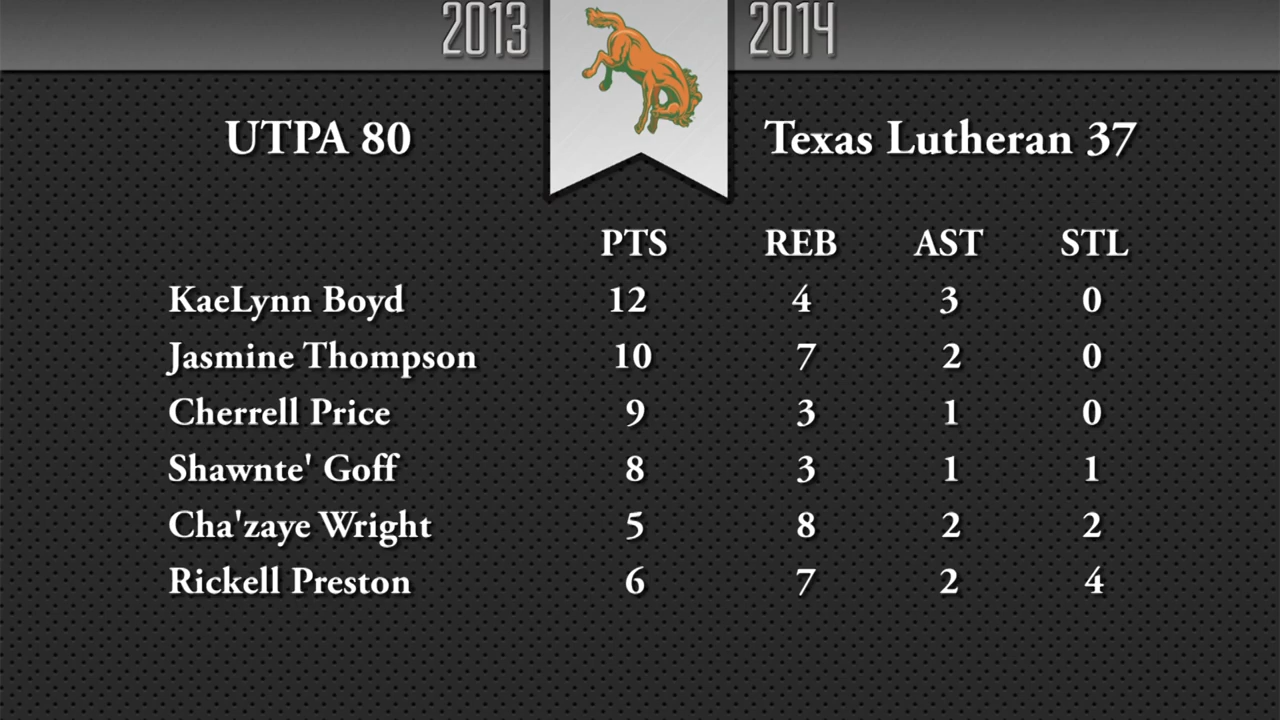 2013 2014
UTPA 80 Texas Lutheran 37
PTS REB AST STL
KaeLynn Boyd 12 4 3 0
Jasmine Thompson 10 7 2 0
Cherrell Price 9 3 1 0
Shawnte' Goff 8 3 1 1
Cha'zaye Wright 5 8 2 2
Rickell Preston 6 7 2 4